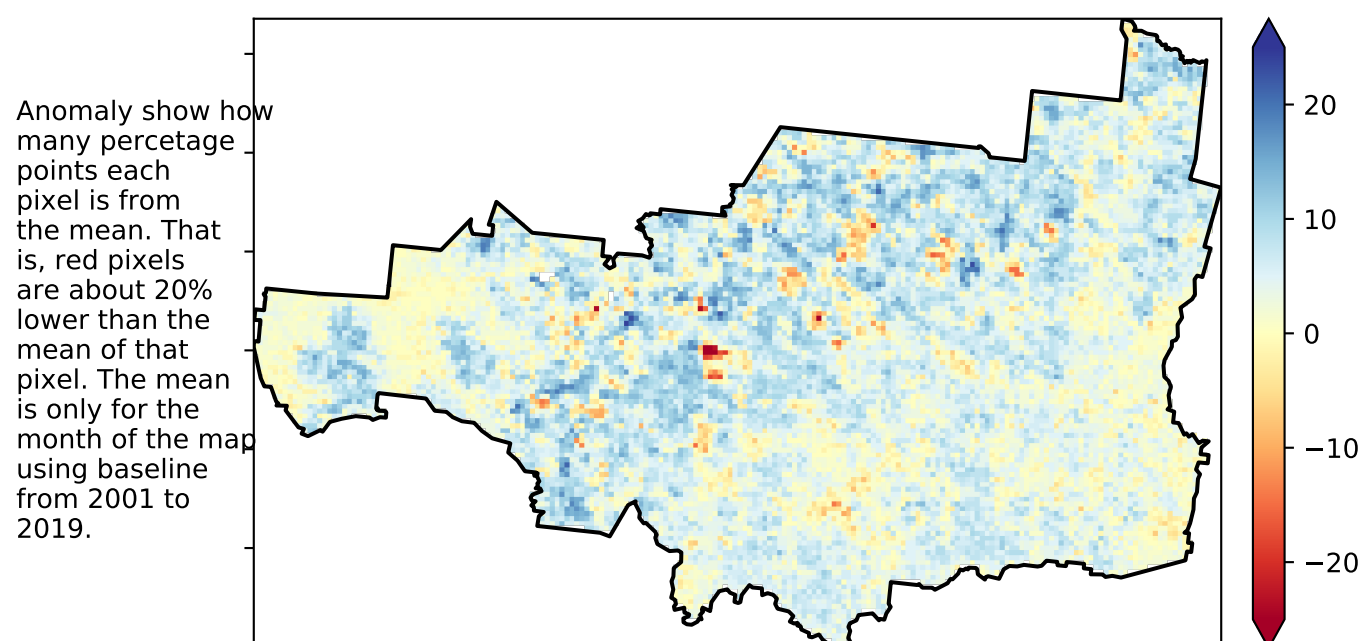 Anomaly show how
many percetage
points each
pixel is from
the mean. That
is, red pixels
are about 20%
lower than the
mean of that
pixel. The mean
is only for the
month of the map
using baseline
from 2001 to
2019.
20
10
0
−10
−20